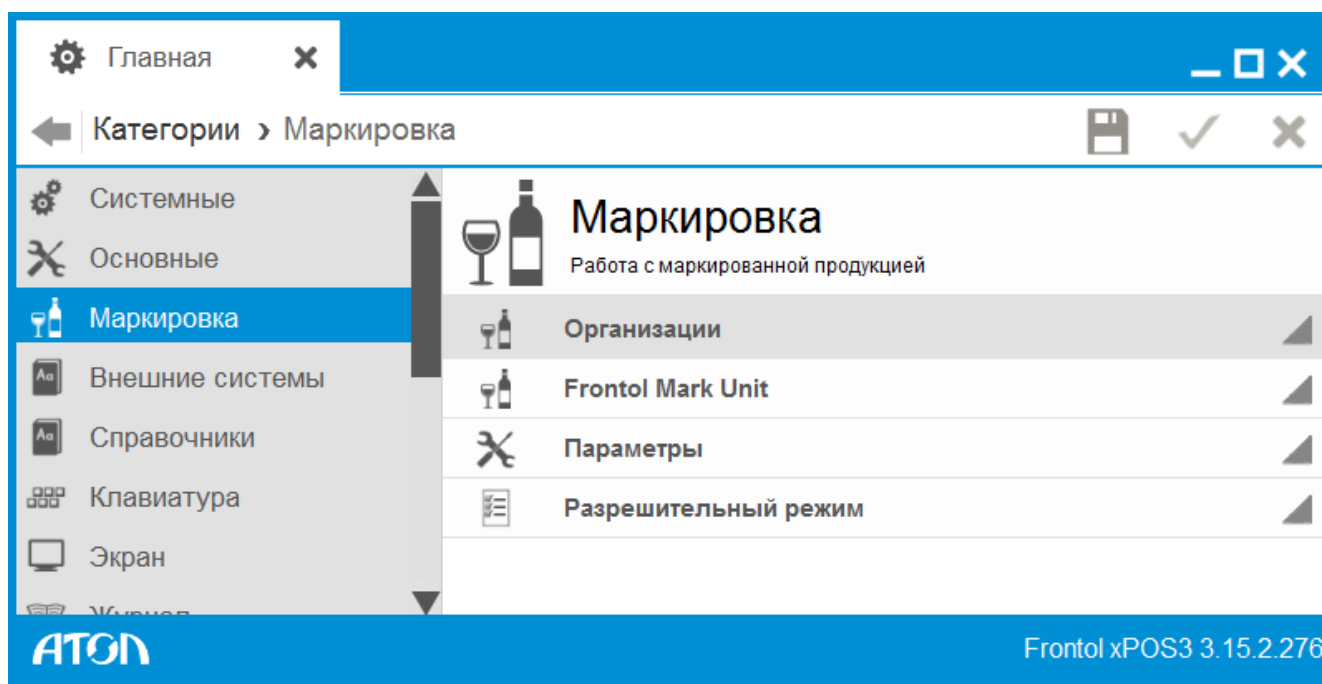 Главная
Категории › Маркировка
Системные
Основные
Маркировка
Внешние системы
Справочники
Клавиатура
Экран
Журнал
Маркировка
Работа с маркированной продукцией
Организации
Frontol Mark Unit
Параметры
Разрешительный режим
АТОЛ
Frontol xPOS3 3.15.2.276